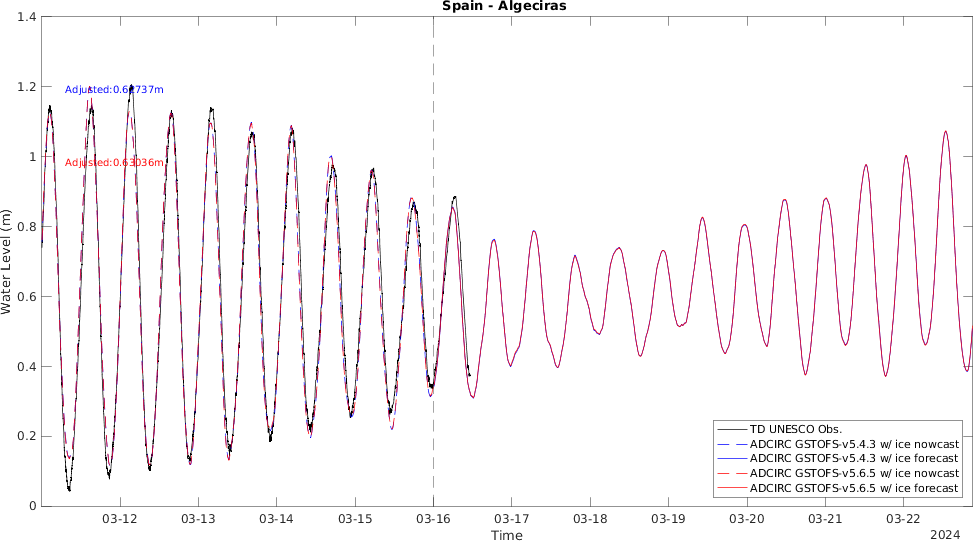 Spain - Algeciras
1.4
1.2
1
0.8
0.6
0.4
0.2
0
Water Level (m)
Adjusted:0.63036m
03-12
03-13
03-14
03-15
03-16
03-17
03-18
03-19
03-20
03-21
03-22
Time
2024
TD UNESCO Obs.
ADCIRC GSTOFS-v5.4.3 w/ ice nowcast
ADCIRC GSTOFS-v5.4.3 w/ ice forecast
ADCIRC GSTOFS-v5.6.5 w/ ice nowcast
ADCIRC GSTOFS-v5.6.5 w/ ice forecast